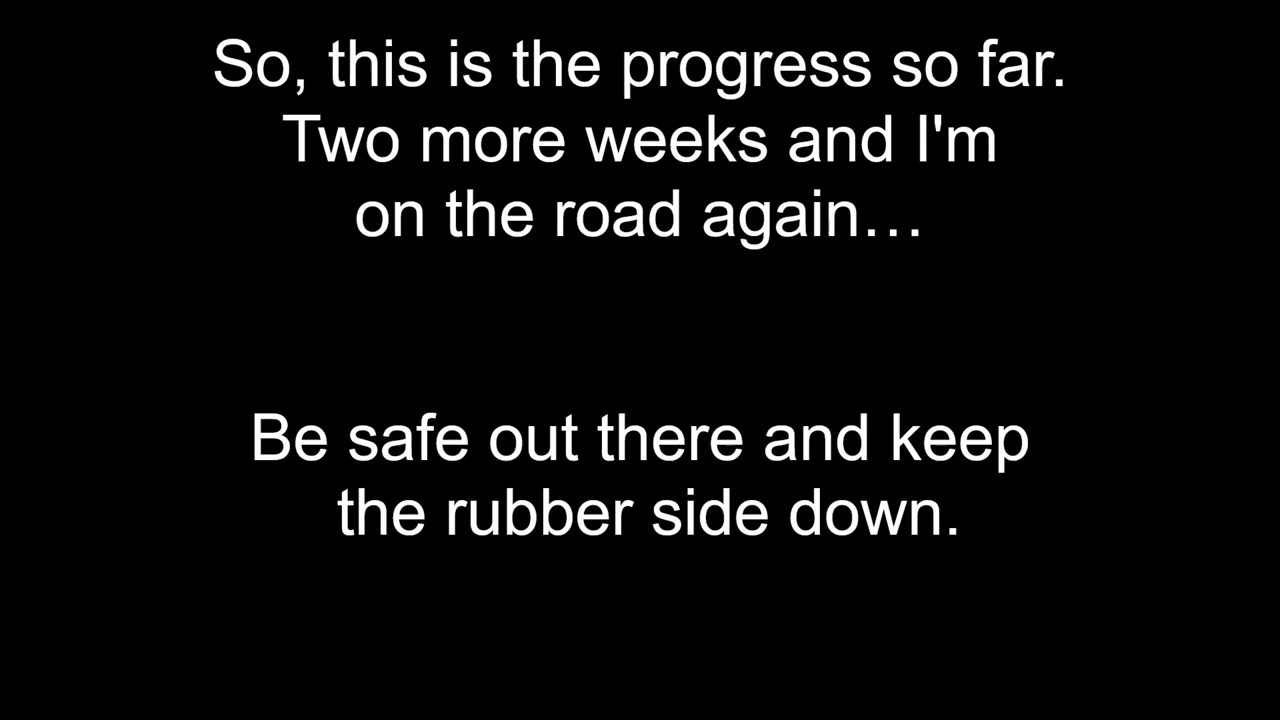 So, this is the progress so far.
Two more weeks and I'm
on the road again…
Be safe out there and keep
the rubber side down.